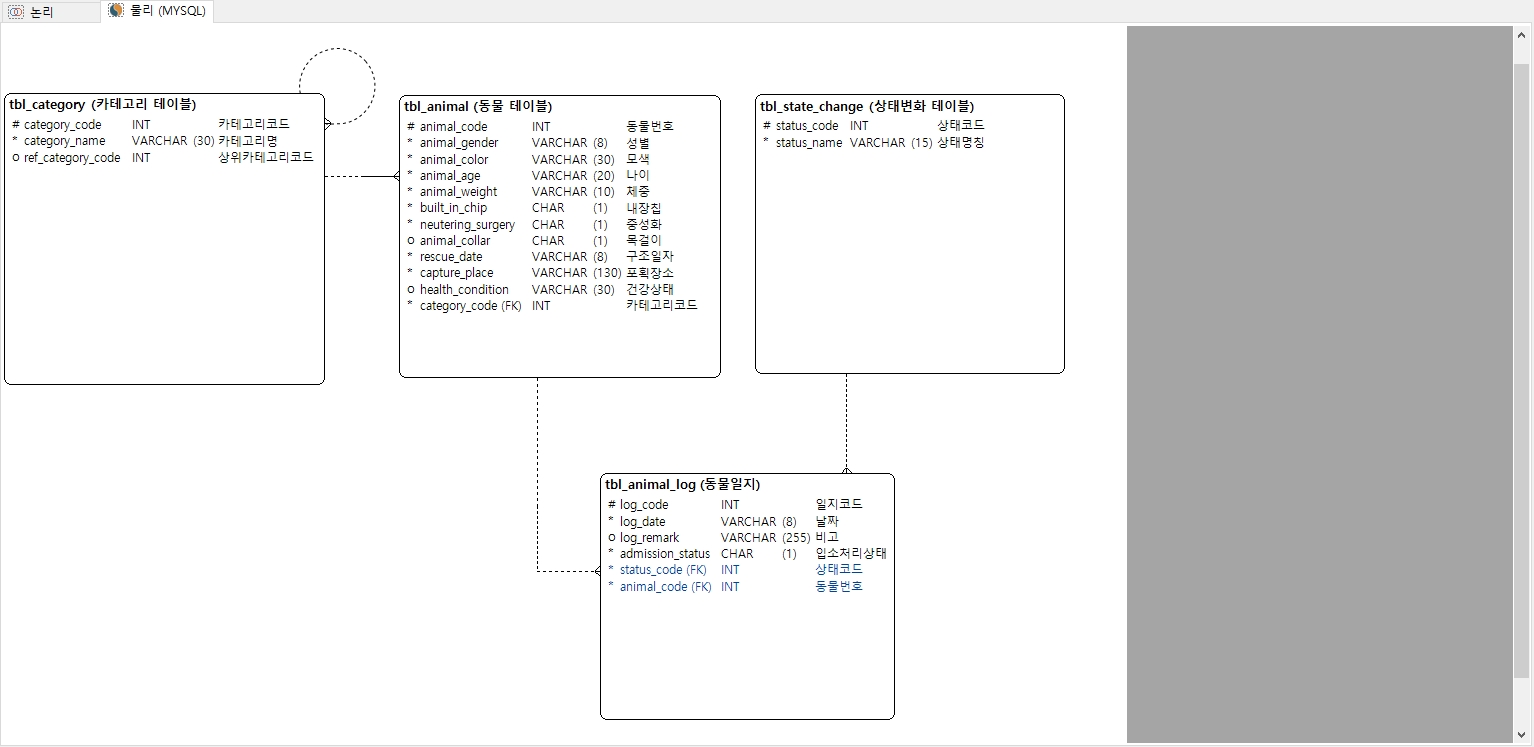 논리
물리 (MYSQL)
tbl_category (카테고리 테이블)
# category_code INT 카테고리코드
* category_name VARCHAR (30) 카테고리명
o ref_category_code INT 상위카테고리코드
tbl_animal (동물 테이블)
# animal_code INT 동물번호
* animal_gender VARCHAR (8) 성별
* animal_color VARCHAR (30) 모색
* animal_age VARCHAR (20) 나이
* animal_weight VARCHAR (10) 체중
* built_in_chip CHAR (1) 내장칩
* neutering_surgery CHAR (1) 중성화
o animal_collar CHAR (1) 목걸이
* rescue_date VARCHAR (8) 구조일자
* capture_place VARCHAR (130) 포획장소
o health_condition VARCHAR (30) 건강상태
* category_code (FK) INT 카테고리코드
tbl_state_change (상태변화 테이블)
# status_code INT 상태코드
* status_name VARCHAR (15) 상태명칭
tbl_animal_log (동물일지)
# log_code INT 일지코드
* log_date VARCHAR (8) 날짜
o log_remark VARCHAR (255) 비고
* admission_status CHAR (1) 입소처리상태
* status_code (FK) INT 상태코드
* animal_code (FK) INT 동물번호